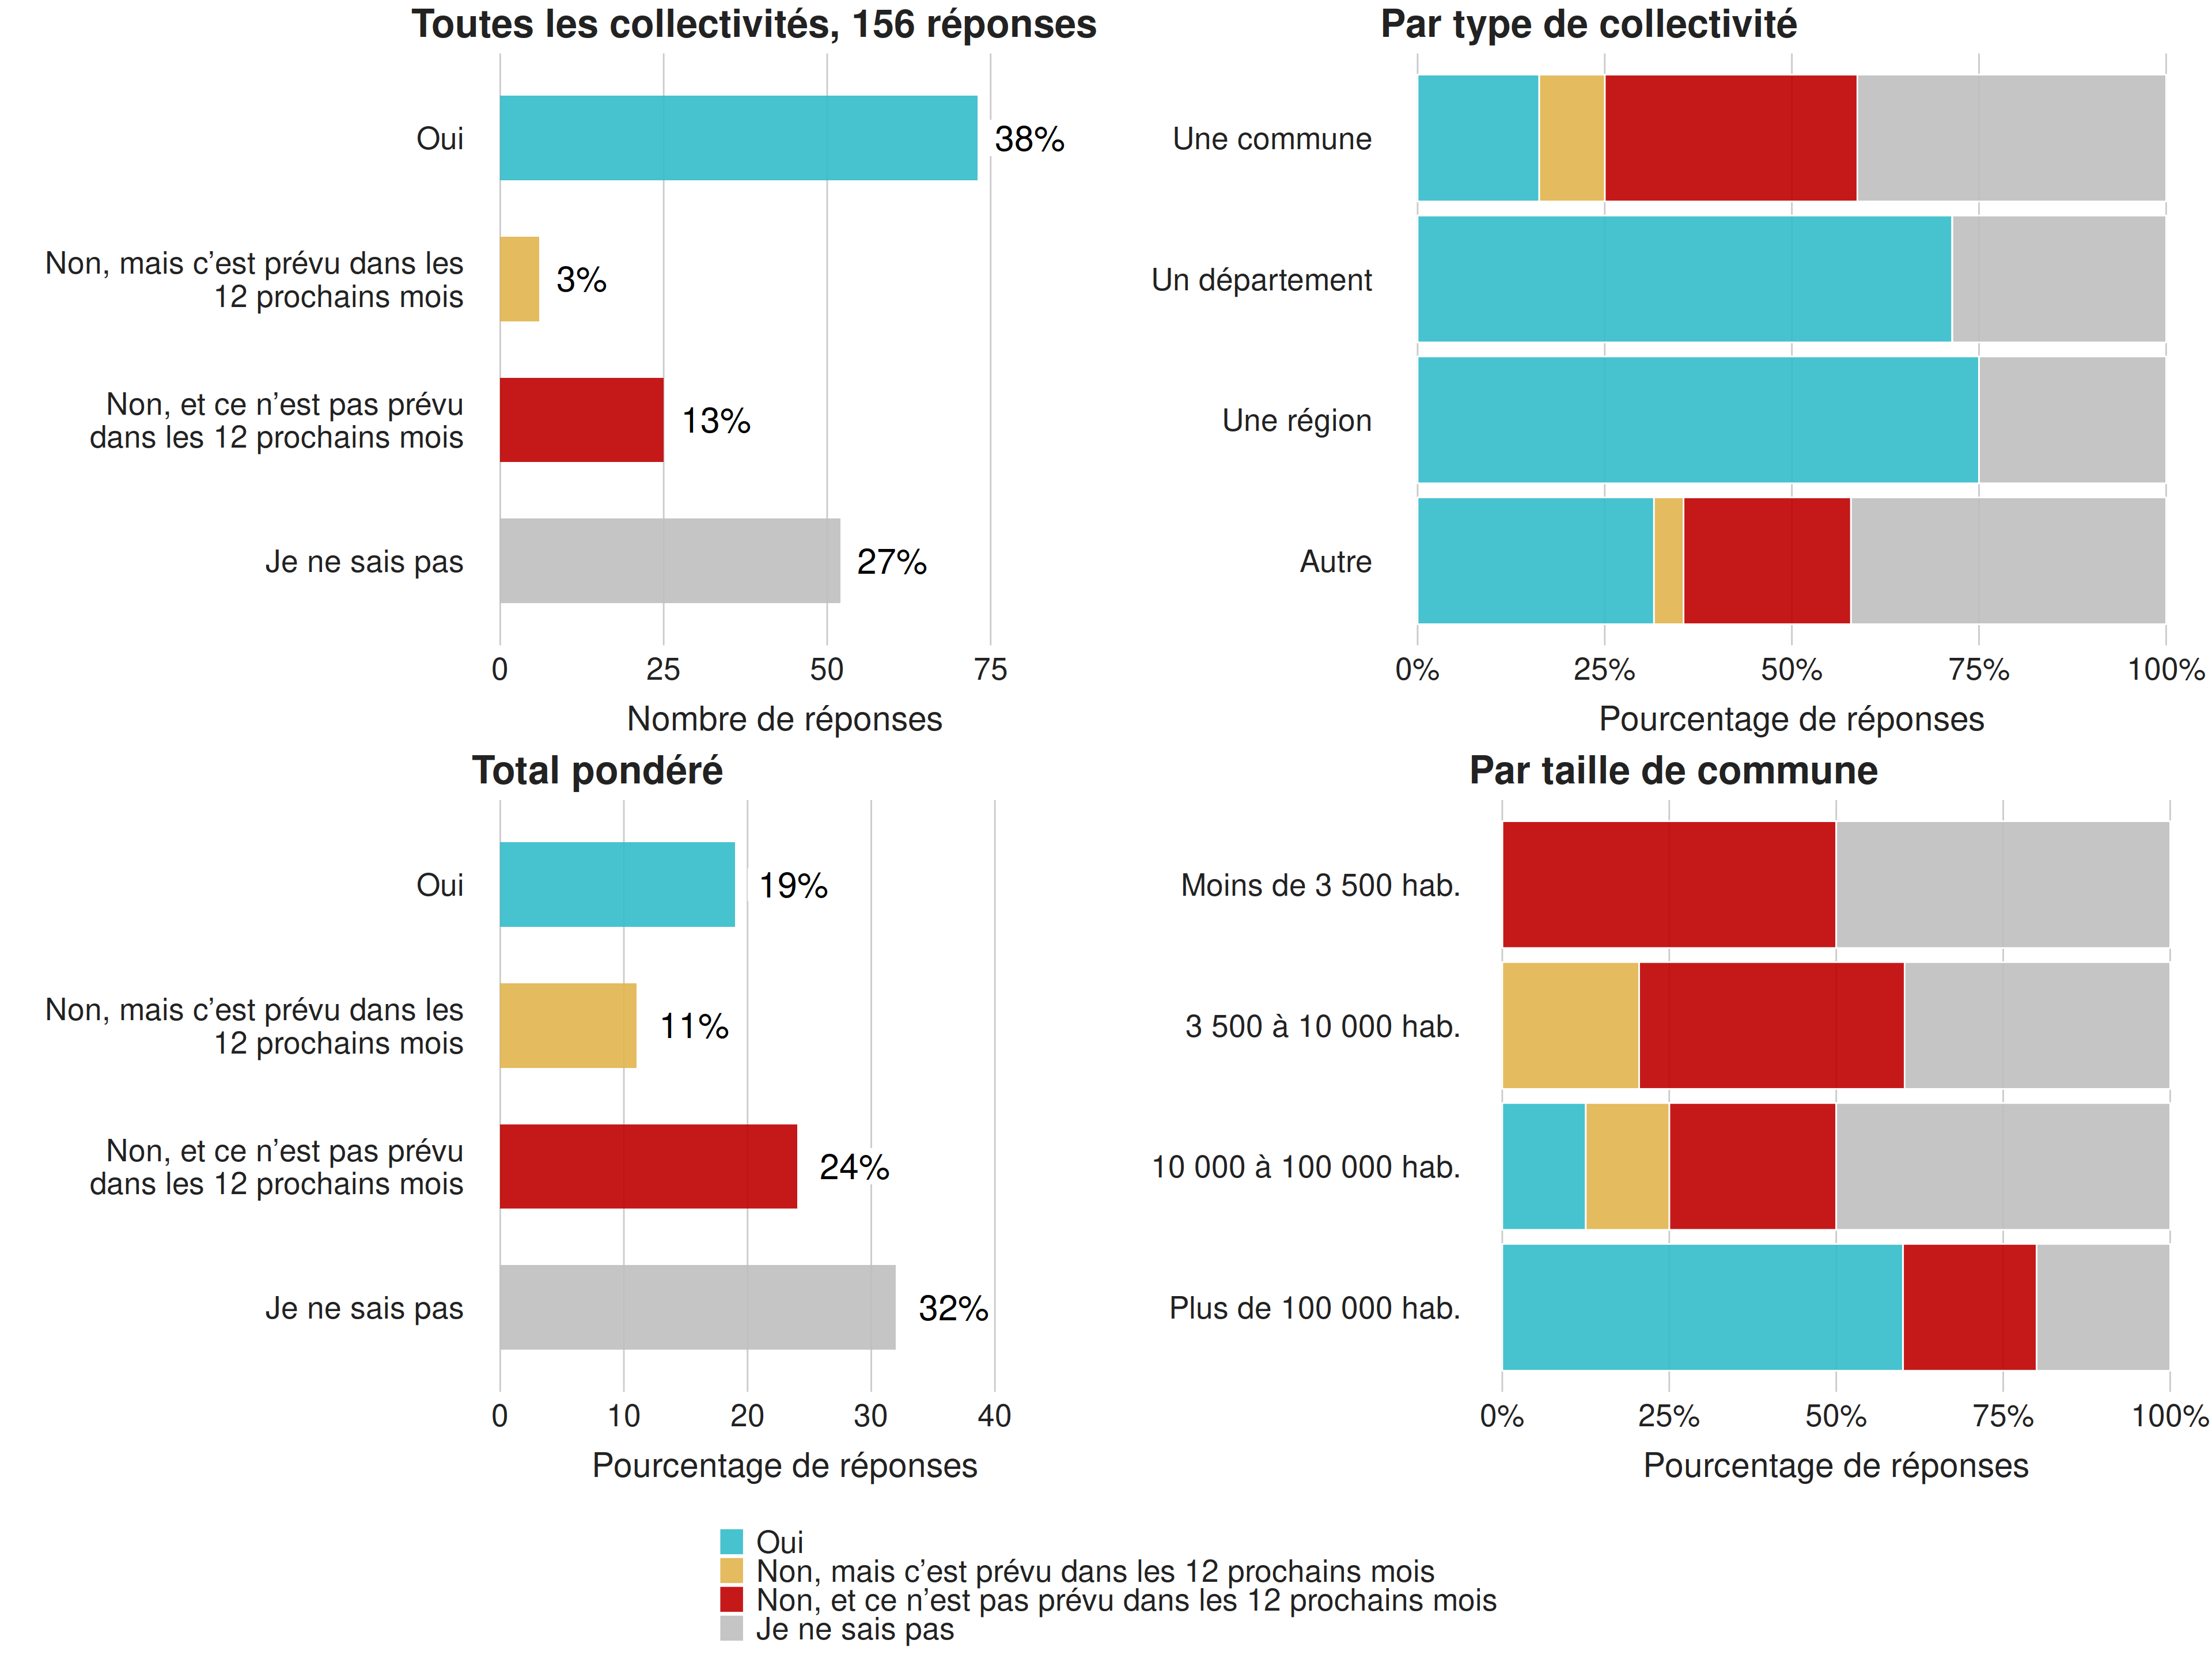 Toutes les collectivités, 156 réponses
Oui
38%
Non, mais c’est prévu dans les
12 prochains mois
3%
Non, et ce n’est pas prévu
dans les 12 prochains mois
13%
Je ne sais pas
27%
0 25 50 75
Nombre de réponses
Par type de collectivité
Une commune
Un département
Une région
Autre
0% 25% 50% 75% 100%
Pourcentage de réponses
Total pondéré
Oui
19%
Non, mais c’est prévu dans les
12 prochains mois
11%
Non, et ce n’est pas prévu
dans les 12 prochains mois
24%
Je ne sais pas
32%
0 10 20 30 40
Pourcentage de réponses
Par taille de commune
Moins de 3 500 hab.
3 500 à 10 000 hab.
10 000 à 100 000 hab.
Plus de 100 000 hab.
0% 25% 50% 75% 100%
Pourcentage de réponses
Oui
Non, mais c’est prévu dans les 12 prochains mois
Non, et ce n’est pas prévu dans les 12 prochains mois
Je ne sais pas